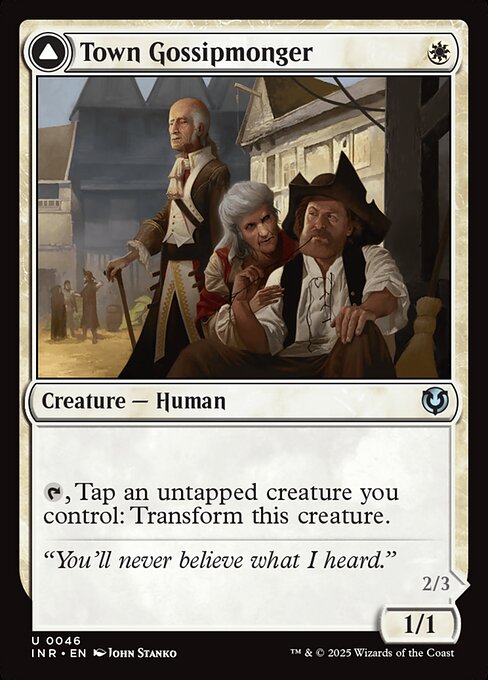 Town Gossipmonger
Creature — Human
, Tap an untapped creature you
control: Transform this creature.
“You’ll never believe what I heard.”
2/3
1/1
U 0046
INR • EN John Stanko
™ & © 2025 Wizards of the Coast